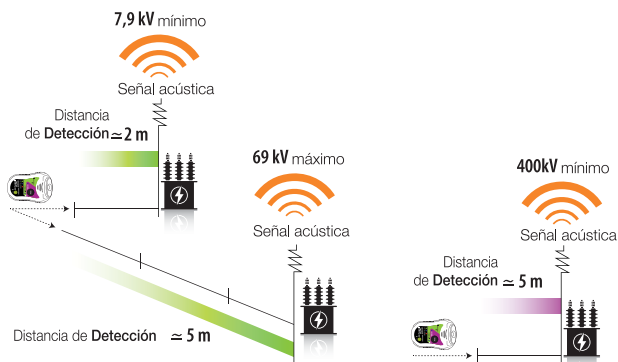 7,9 kV mínimo
Señal acústica
Distancia
de Detección ≃ 2 m
69 kV máximo
Señal acústica
Distancia de Detección ≃ 5 m
400kV mínimo
Señal acústica
Distancia
de Detección ≃ 5 m